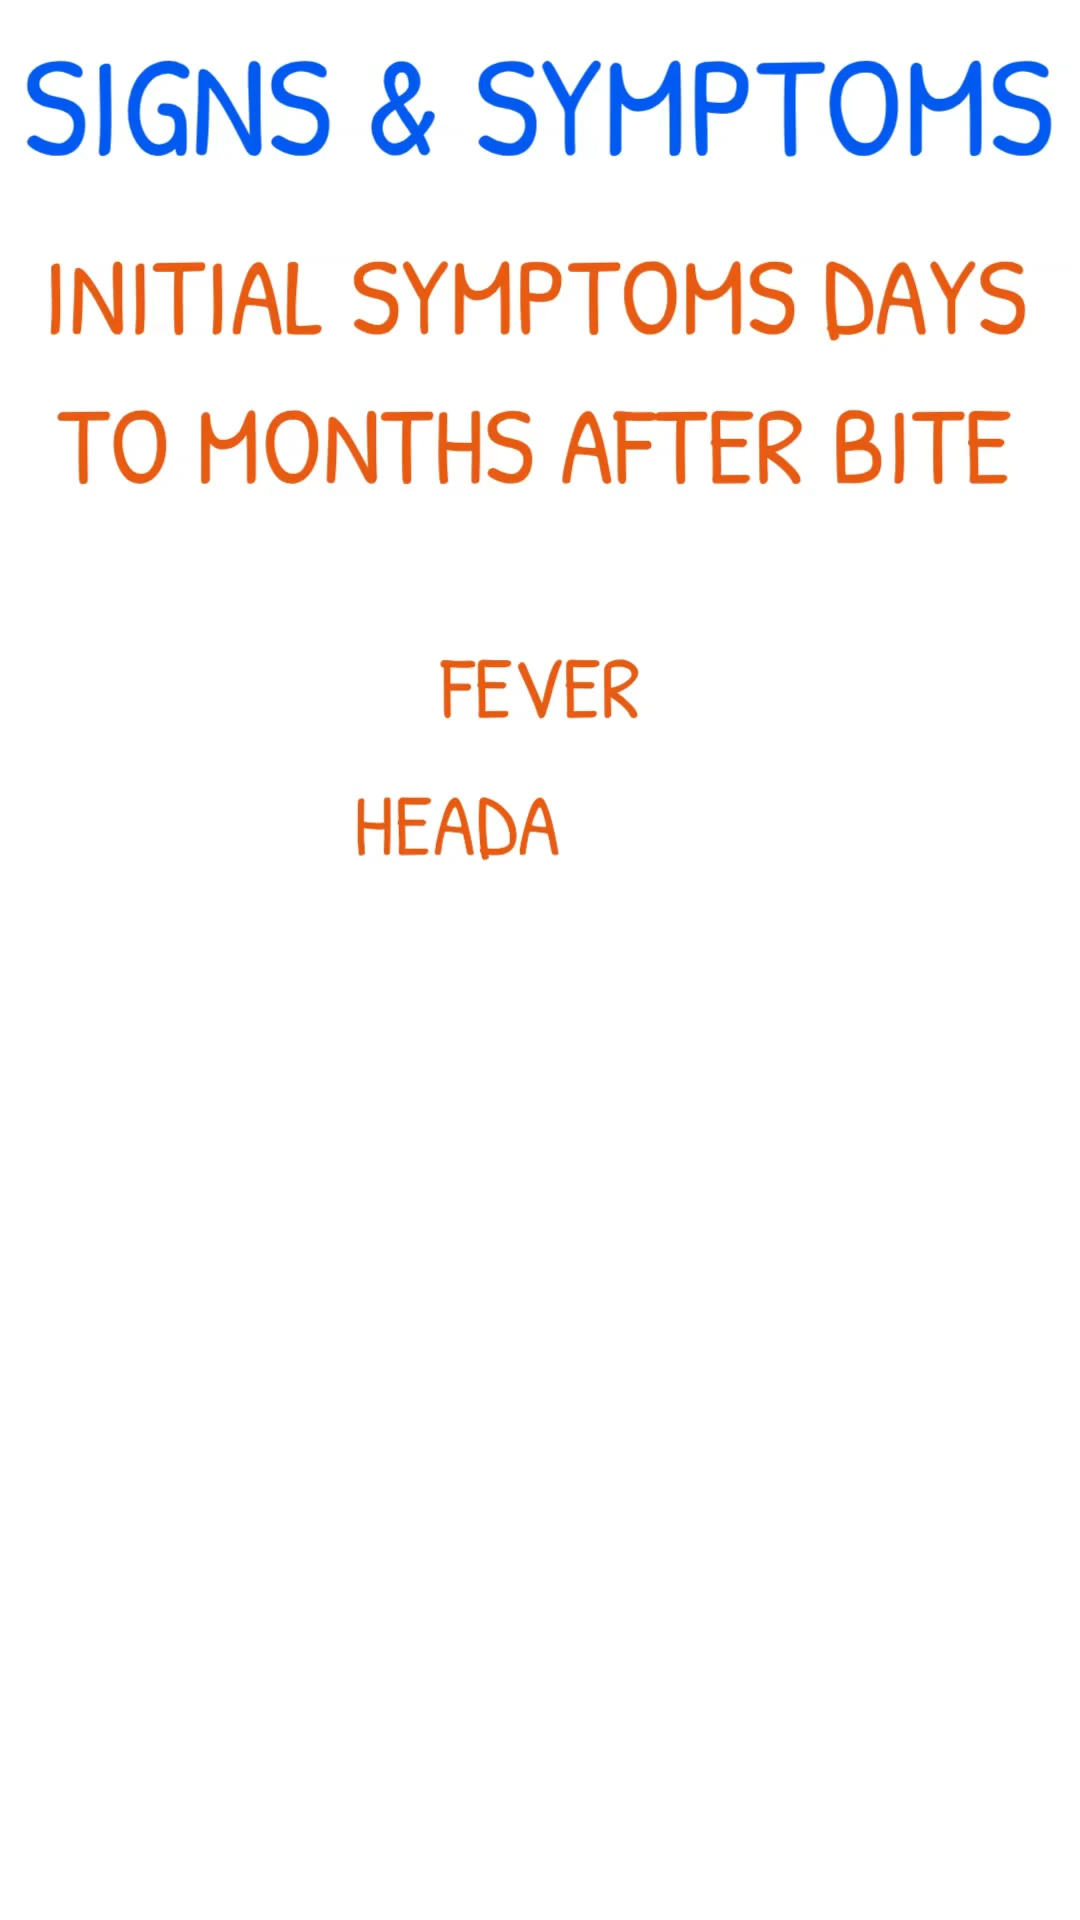 SIGNS & SYMPTOMS
INITIAL SYMPTOMS DAYS
TO MONTHS AFTER BITE
FEVER
HEADA